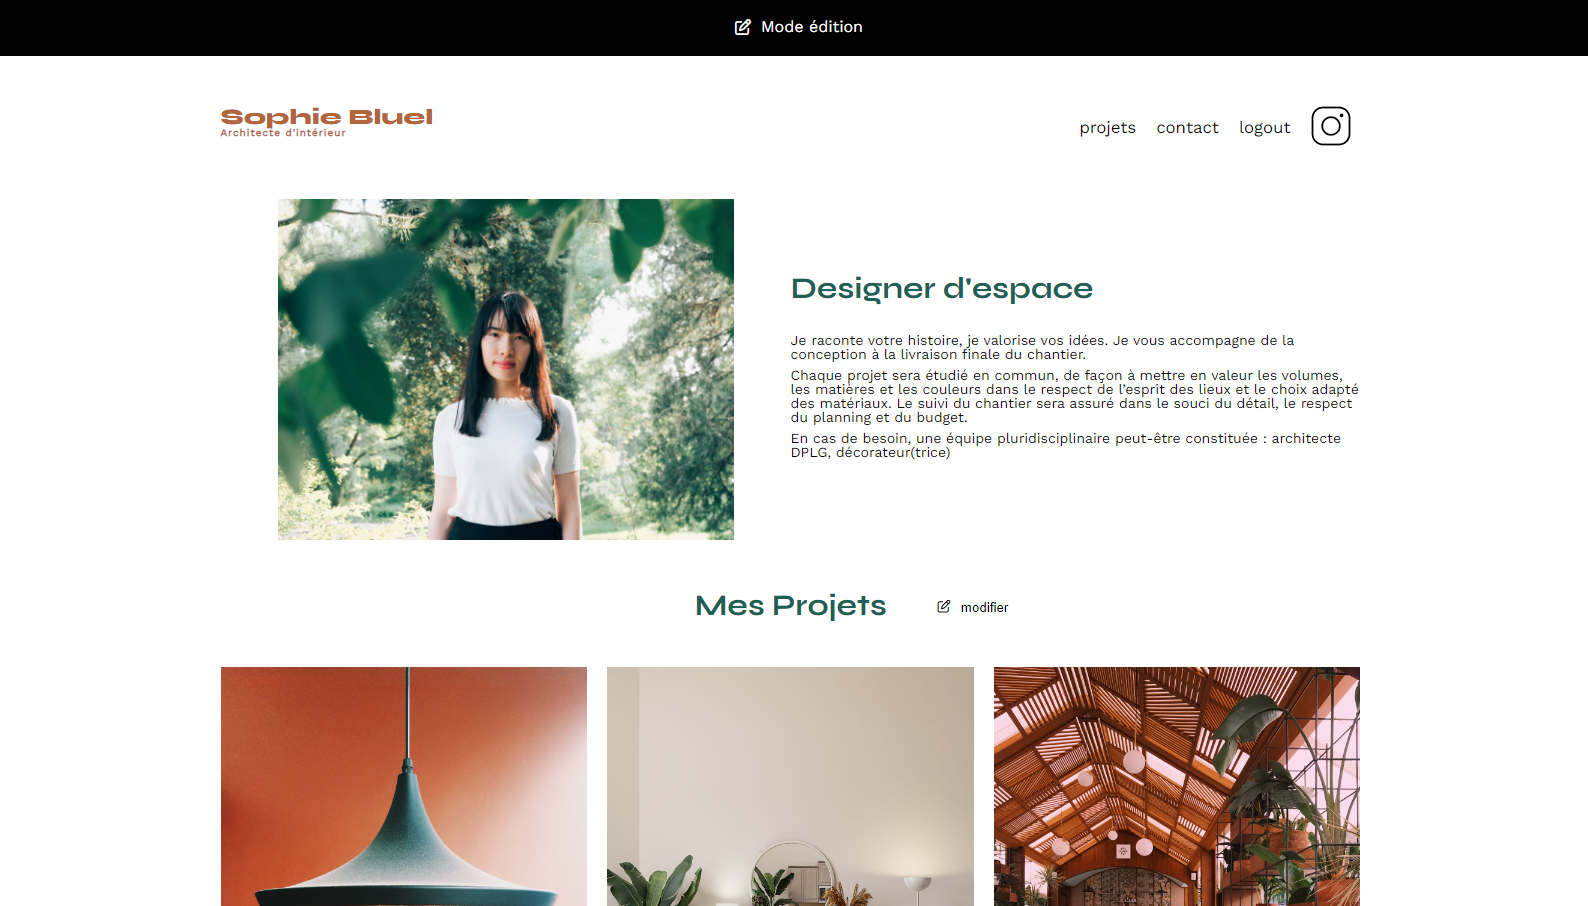 Mode édition
Sophie Bluel
Architecte d'intérieur
projets contact logout
Designer d'espace
Je raconte votre histoire, je valorise vos idées. Je vous accompagne de la
conception à la livraison finale du chantier.
Chaque projet sera étudié en commun, de façon à mettre en valeur les volumes,
les matières et les couleurs dans le respect de l’esprit des lieux et le choix adapté
des matériaux. Le suivi du chantier sera assuré dans le souci du détail, le respect
du planning et du budget.
En cas de besoin, une équipe pluridisciplinaire peut-être constituée : architecte
DPLG, décorateur(trice)
Mes Projets modifier